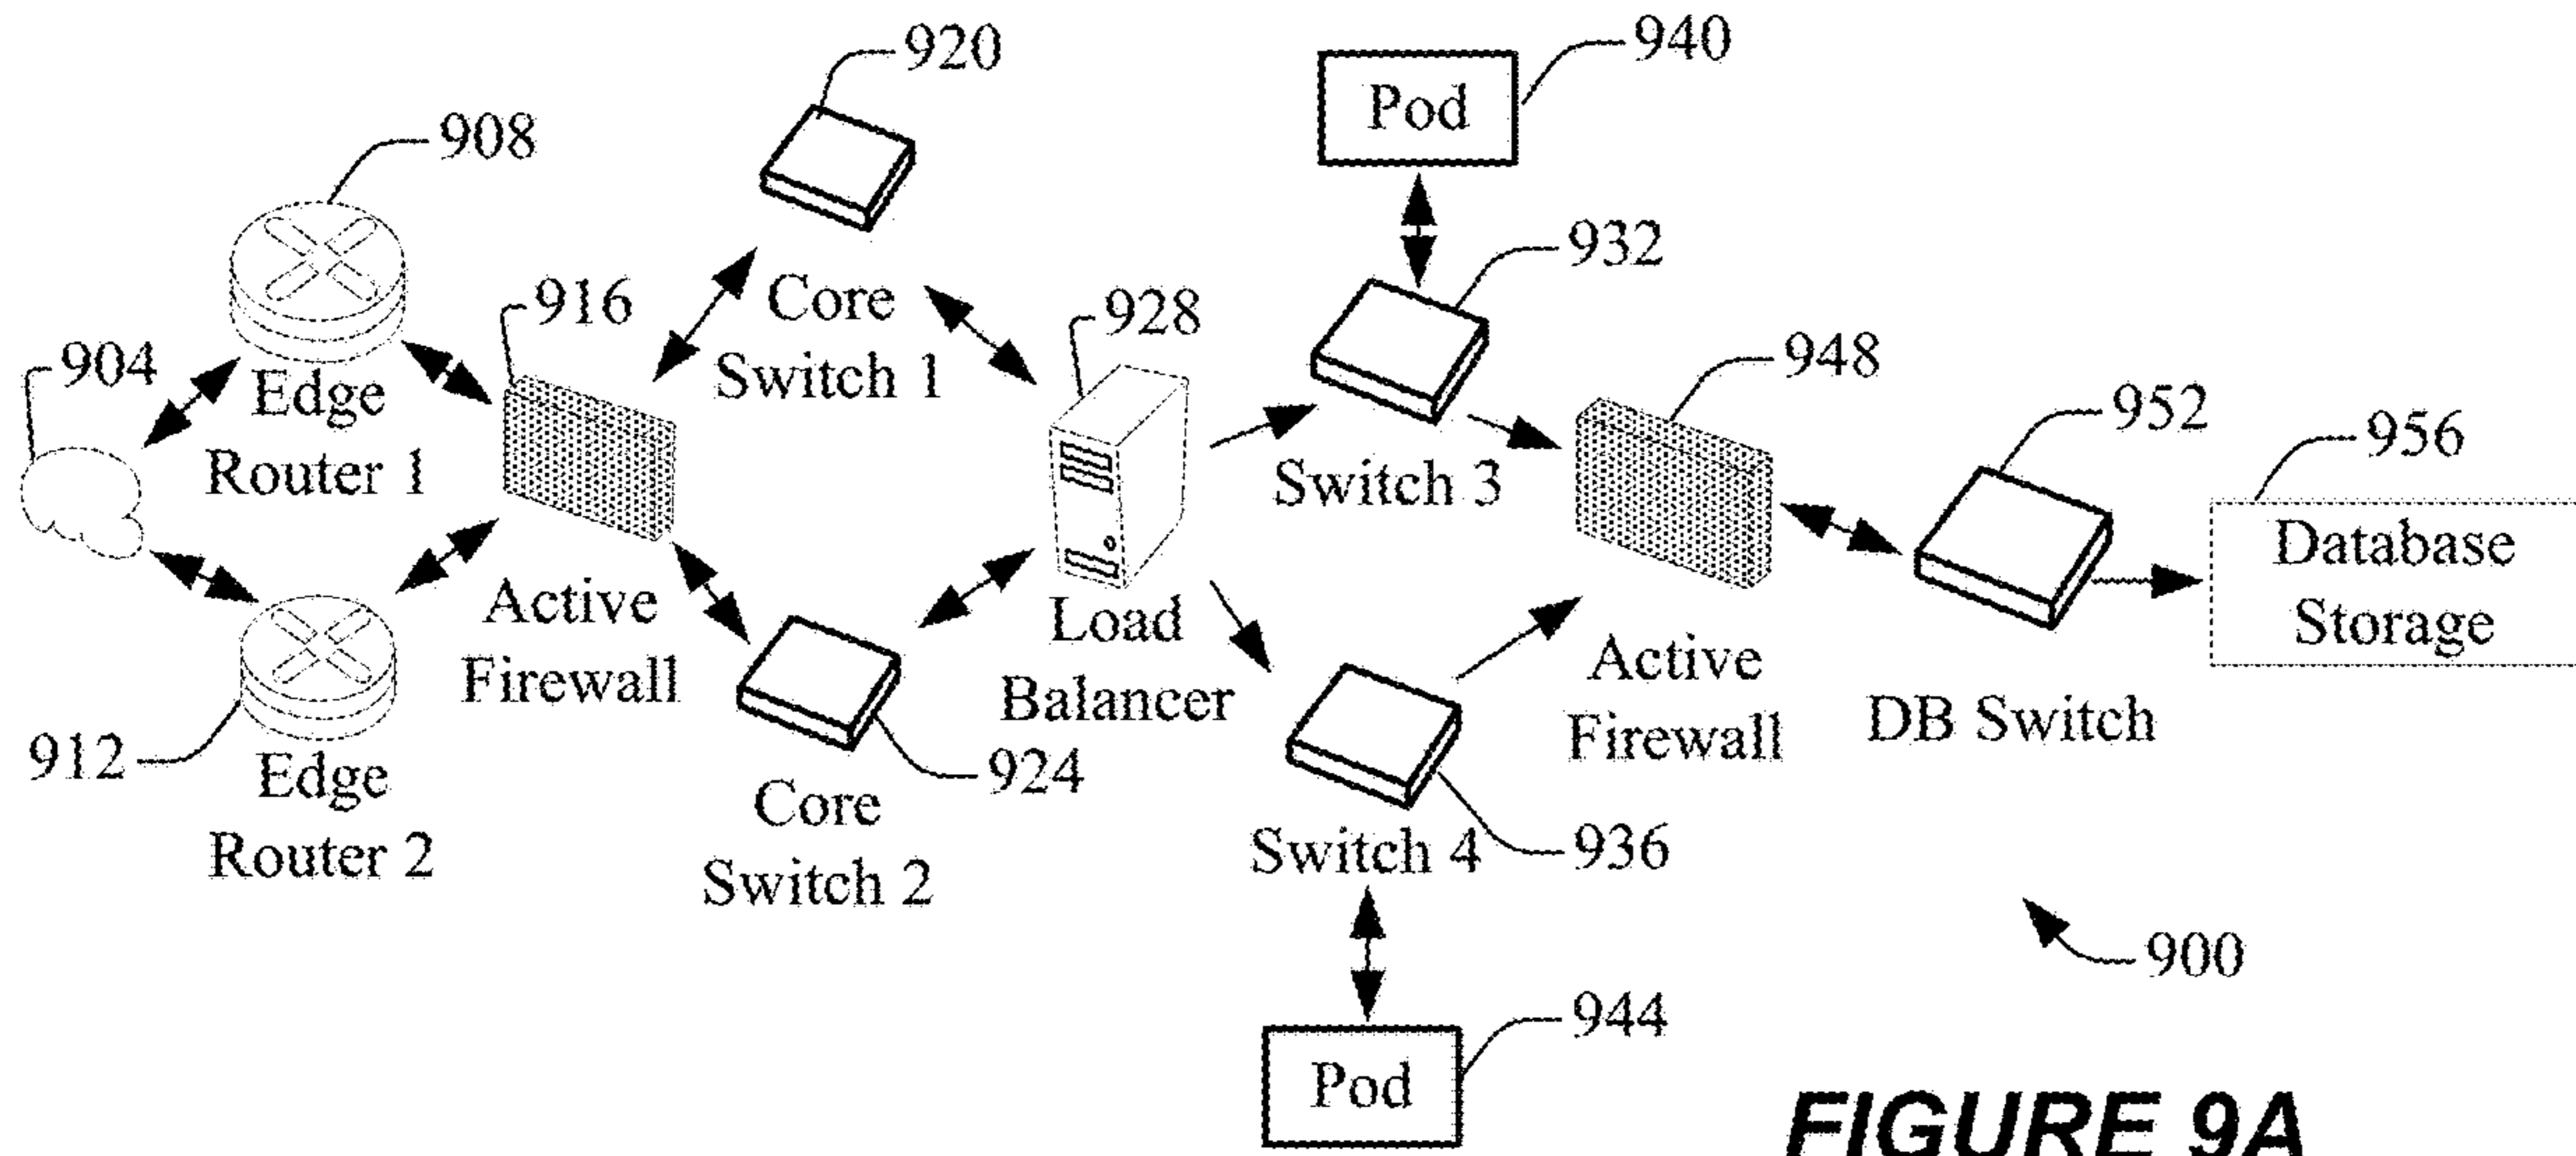 920
940
Pod
908
932
916
Core
Switch 1
928
948
904
Edge
Router 1
952
956
Switch 3
Database
Storage
Active
Firewall
Load
Balancer
Active
Firewall
DB Switch
912
Edge
Router 2
924
Core
Switch 2
Switch 4
936
900
944
Pod
FIGURE 9A